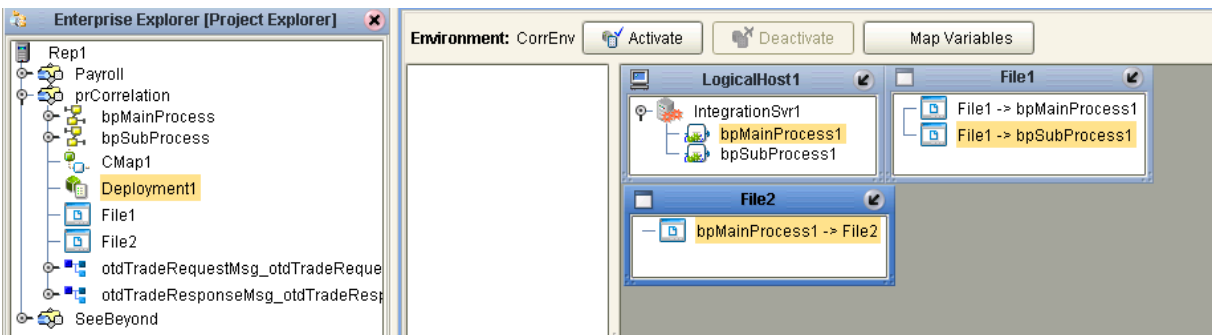 Enterprise Explorer [Project Explorer]
Rep1
Payroll
prCorrelation
bpMainProcess
bpSubProcess
CMap1
Deployment1
File1
File2
otdTradeRequestMsg_otdTradeReque
otdTradeResponseMsg_otdTradeResp
SeeBeyond
Environment: CorrEnv Activate Deactivate Map Variables
LogicalHost1
IntegrationSvr1
bpMainProcess1
bpSubProcess1
File1
File1 -> bpMainProcess1
File1 -> bpSubProcess1
File2
bpMainProcess1 -> File2